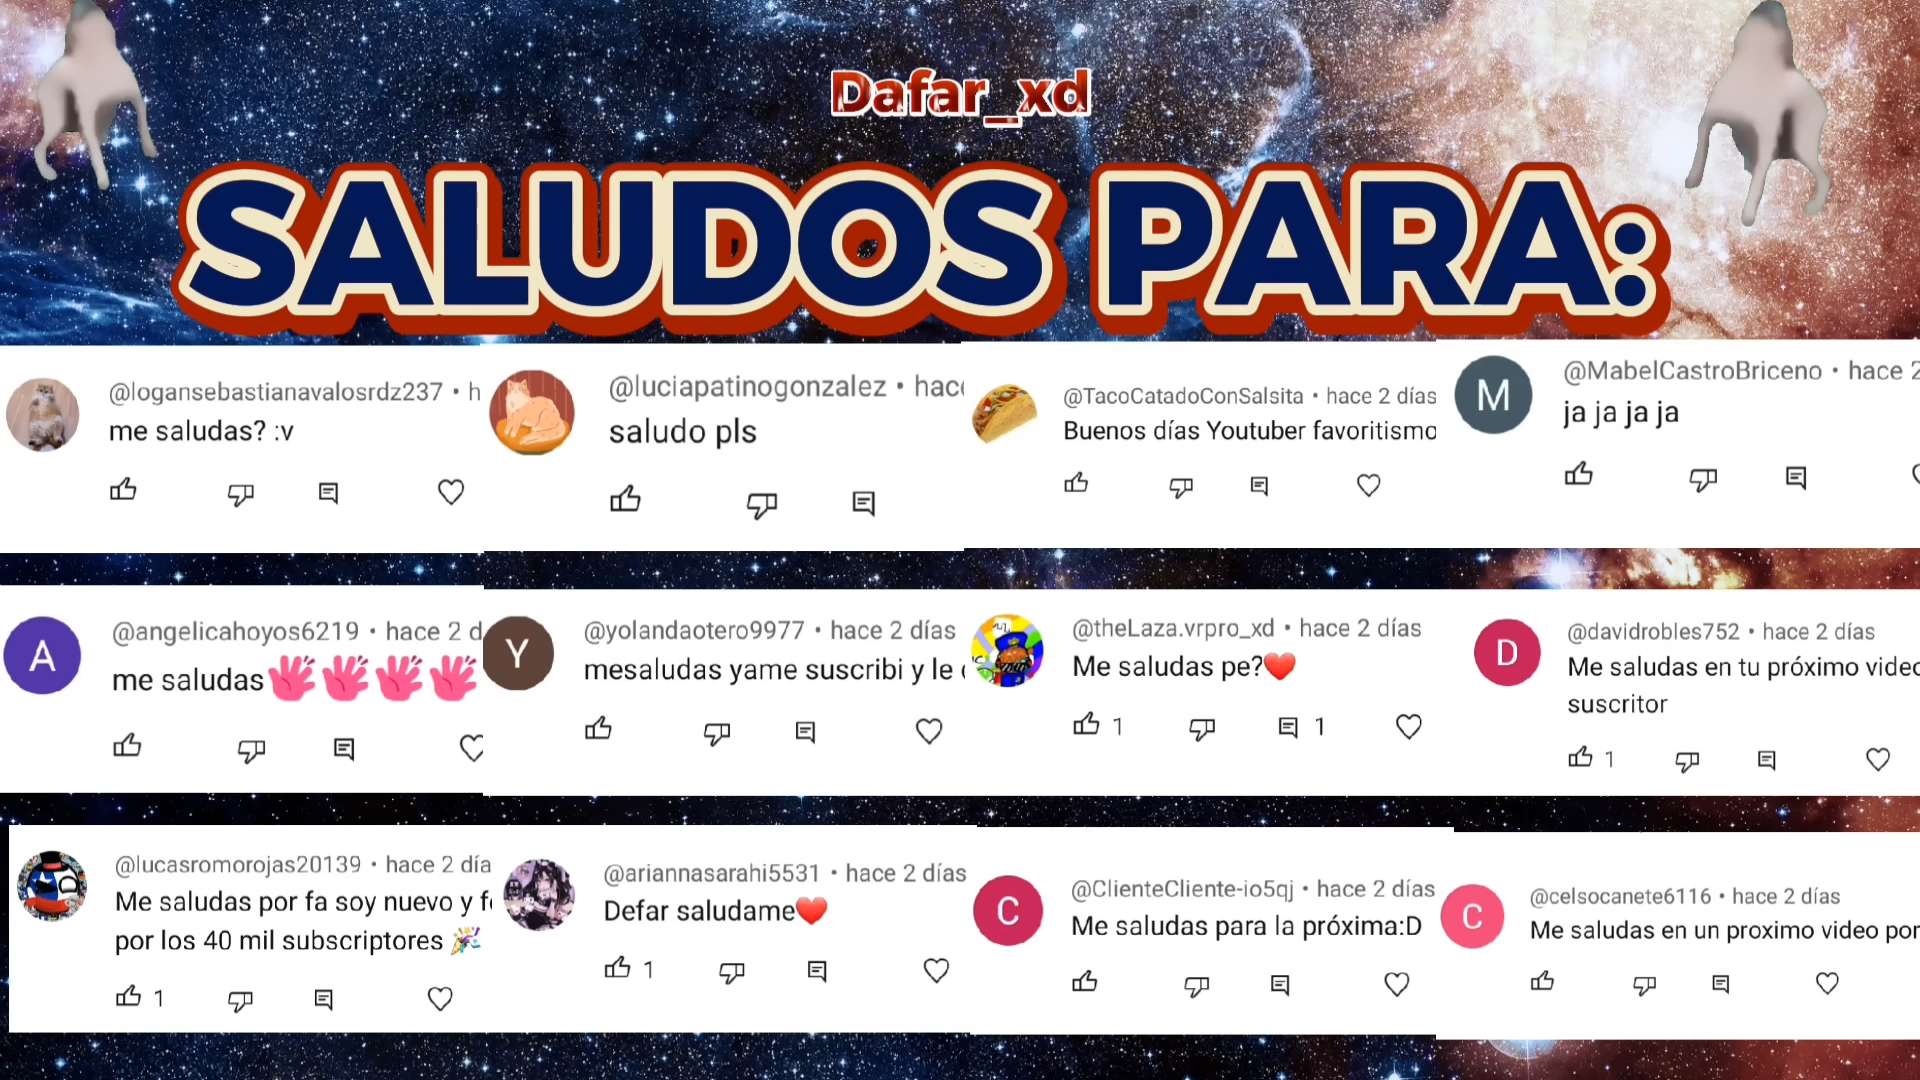 Dafar_xd
SALUDOS PARA:
@logansebastianavalosrdz237 • h
me saludas? :v
@luciapatinogonzalez • hace
saludo pls
@TacoCatadoConSalsita • hace 2 días
Buenos días Youtuber favoritismo
M
@MabelCastroBriceno • hace 2
ja ja ja ja
A
@angelicahoyos6219 • hace 2 d
me saludas👋👋👋👋
Y
@yolandaotero9977 • hace 2 días
mesaludas yame suscribi y le
@theLaza.vrpro_xd • hace 2 días
Me saludas pe?❤️
1 1
D
@davidrobles752 • hace 2 días
Me saludas en tu próximo video
suscritor
1
@lucasromorojas20139 • hace 2 día
Me saludas por fa soy nuevo y
por los 40 mil subscriptores 🎉
1
@ariannasarahi5531 • hace 2 días
Defar saludame❤️
1
C
@ClienteCliente-io5qj • hace 2 días
Me saludas para la próxima:D
C
@celsocanete6116 • hace 2 días
Me saludas en un proximo video por